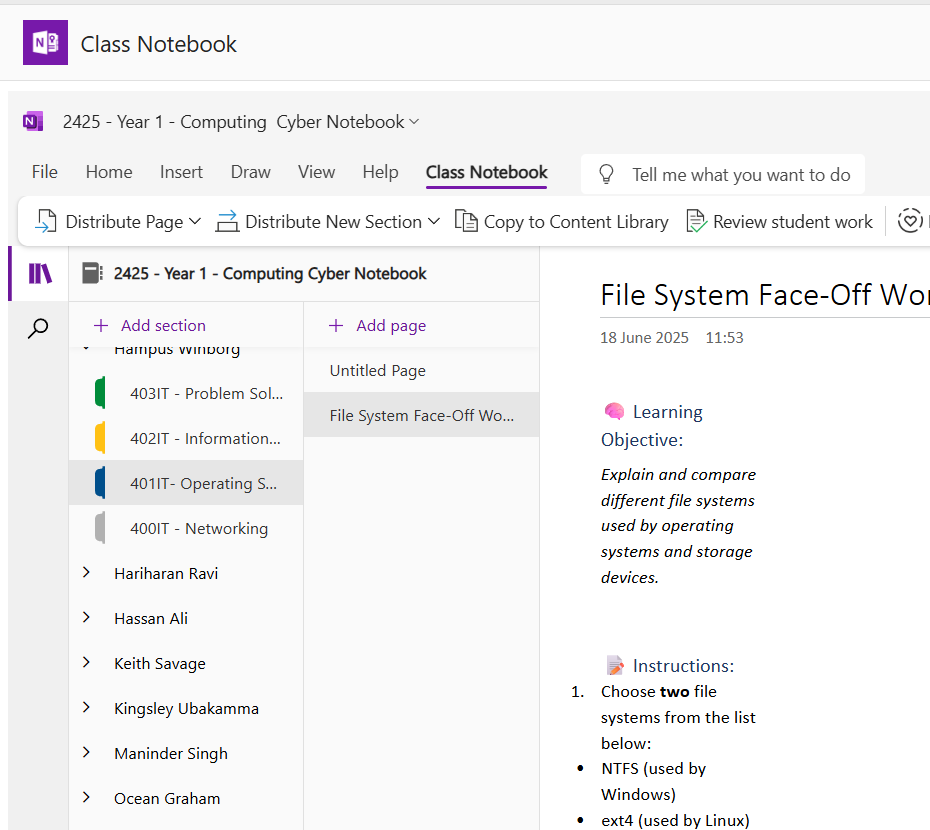 Class Notebook
2425 - Year 1 - Computing Cyber Notebook
File Home Insert Draw View Help Class Notebook Tell me what you want to do
Distribute Page Distribute New Section Copy to Content Library Review student work
2425 - Year 1 - Computing Cyber Notebook
Add section
Hampus Winborg
403IT - Problem Sol...
402IT - Information...
401IT- Operating S...
400IT - Networking
Hariharan Ravi
Hassan Ali
Keith Savage
Kingsley Ubakamma
Maninder Singh
Ocean Graham
Add page
Untitled Page
File System Face-Off Wo...
File System Face-Off Wor
18 June 2025 11:53
🧠 Learning
Objective:
Explain and compare
different file systems
used by operating
systems and storage
devices.
📝 Instructions:
1. Choose two file
systems from the list
below:
• NTFS (used by
Windows)
• ext4 (used by Linux)